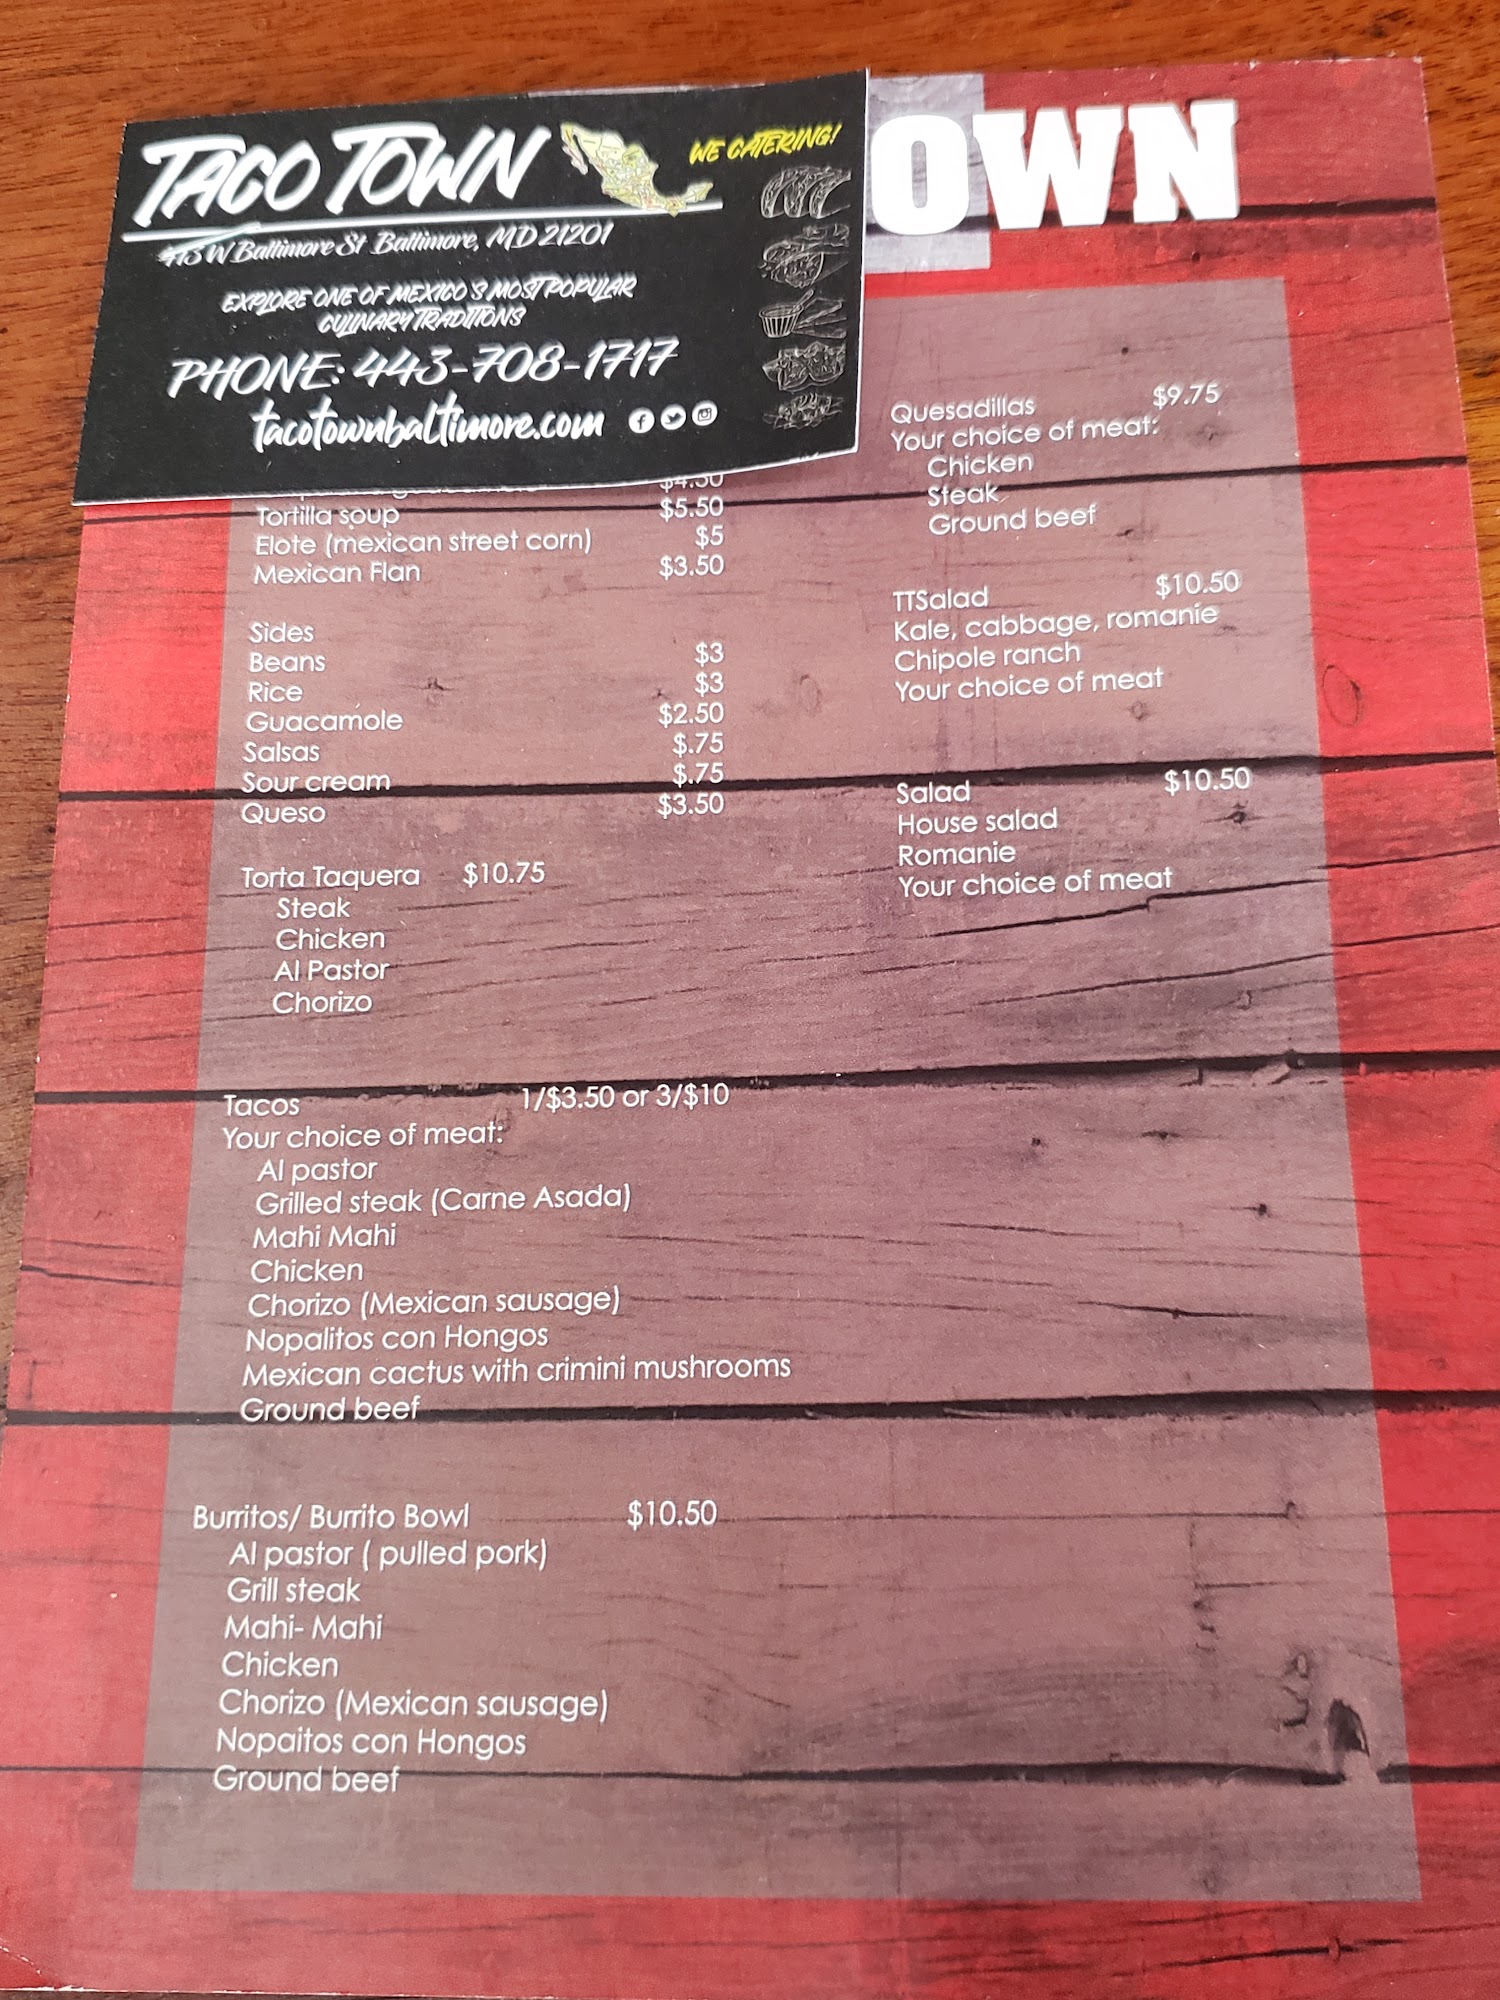 TACO TOWN
WE CATERING!
W Baltimore St Baltimore, MD 21201
EXPLORE ONE OF MEXICO'S MOST POPULAR
CULINARY TRADITIONS
PHONE: 443-708-1717
tacotownbaltimore.com
OWN
$4.50
Tortilla soup $5.50
Elote (mexican street corn) $5
Mexican Flan $3.50
Sides
Beans $3
Rice $3
Guacamole $2.50
Salsas $.75
Sour cream $.75
Queso $3.50
Torta Taquera $10.75
Steak
Chicken
Al Pastor
Chorizo
Tacos 1/$3.50 or 3/$10
Your choice of meat:
Al pastor
Grilled steak (Carne Asada)
Mahi Mahi
Chicken
Chorizo (Mexican sausage)
Nopalitos con Hongos
Mexican cactus with crimini mushrooms
Ground beef
Burritos/ Burrito Bowl $10.50
Al pastor ( pulled pork)
Grill steak
Mahi- Mahi
Chicken
Chorizo (Mexican sausage)
Nopaitos con Hongos
Ground beef
Quesadillas $9.75
Your choice of meat:
Chicken
Steak
Ground beef
TTSalad $10.50
Kale, cabbage, romanie
Chipole ranch
Your choice of meat
Salad $10.50
House salad
Romanie
Your choice of meat